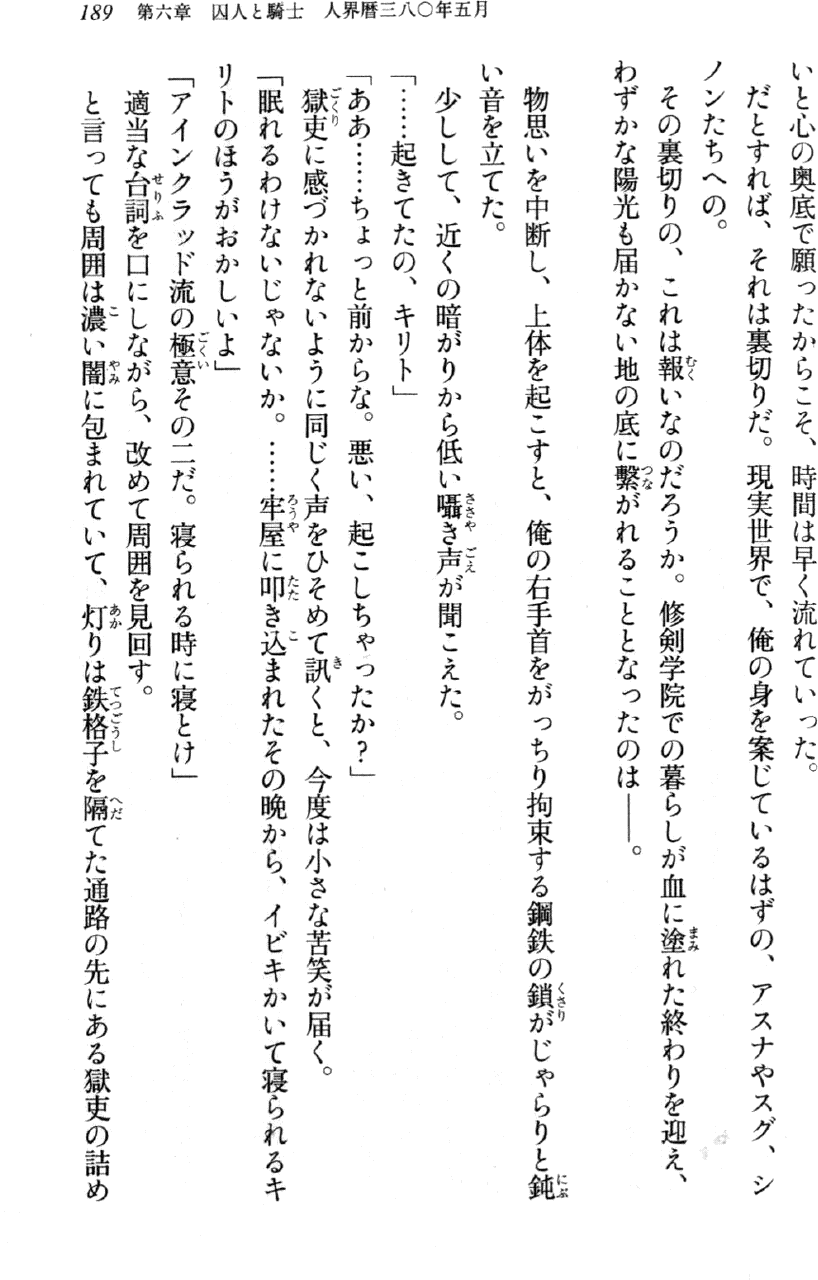 189　第六章　囚人と騎士　人界暦三八〇年五月
いと心の奥底で願ったからこそ、時間は早く流れていった。
だとすれば、それは裏切りだ。現実世界で、俺の身を案じているはずの、アスナやスグ、シ
ノンたちへの。
その裏切りの、これは報いなのだろうか。修剣学院での暮らしが血に塗れた終わりを迎え、
わずかな陽光も届かない地の底に繫がれることとなったのは――。
物思いを中断し、上体を起こすと、俺の右手首をがっちり拘束する鋼鉄の鎖がじゃらりと鈍
い音を立てた。
少しして、近くの暗がりから低い囁き声が聞こえた。
「……起きてたの、キリト」
「ああ……ちょっと前からな。悪い、起こしちゃったか？」
獄吏に感づかれないように同じく声をひそめて訊くと、今度は小さな苦笑が届く。
「眠れるわけないじゃないか。……牢屋に叩き込まれたその晩から、イビキかいて寝られるキ
リトのほうがおかしいよ」
「アインクラッド流の極意その二だ。寝られる時に寝とけ」
適当な台詞を口にしながら、改めて周囲を見回す。
と言っても周囲は濃い闇に包まれていて、灯りは鉄格子を隔てた通路の先にある獄吏の詰め